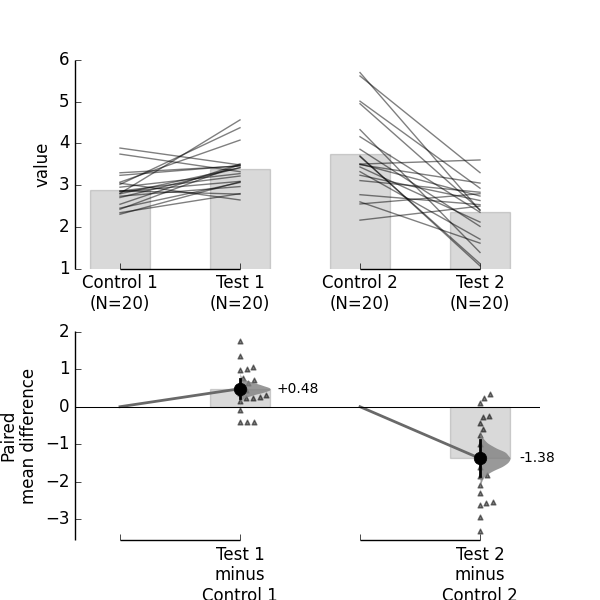 6
5
4
3
2
1
value
Control 1
(N=20)
Test 1
(N=20)
Control 2
(N=20)
Test 2
(N=20)
2
1
0
−1
−2
−3
Paired
mean difference
+0.48
-1.38
Test 1
minus
Control 1
Test 2
minus
Control 2